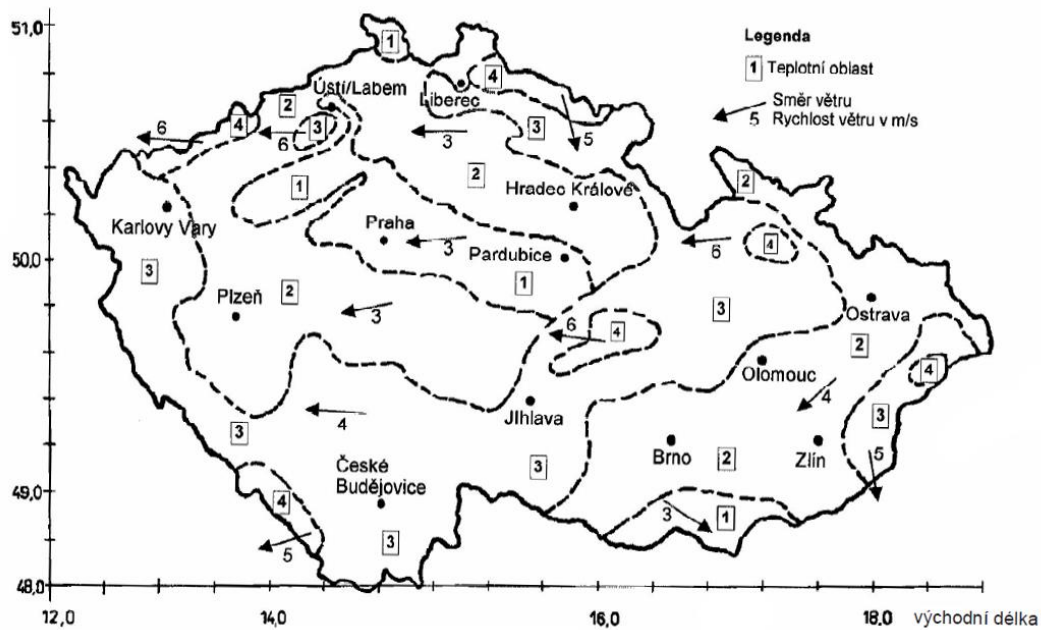 51,0
50,0
49,0
48,0
12,0
14,0
16,0
18,0
východní délka
Legenda
1 Teplotní oblast
Směr větru
5 Rychlost větru v m/s
1
Ústí/Labem
2
Liberec
4
6
4
3
6
3
3
5
2
1
Hradec Králové
2
Karlovy Vary
Praha
3
Pardubice
6
4
3
1
Plzeň
2
3
6
4
3
Ostrava
2
Olomouc
4
4
3
4
Jlhlava
3
3
Brno
2
Zlín
5
České
Budějovice
4
3
1
5
3